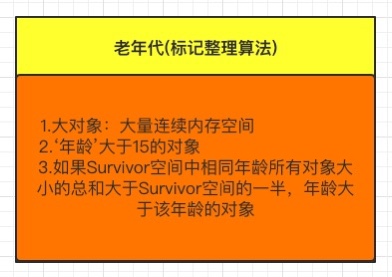 老年代(标记整理算法)
1.大对象：大量连续内存空间
2.‘年龄’大于15的对象
3.如果Survivor空间中相同年龄所有对象大
小的总和大于Survivor空间的一半，年龄大
于该年龄的对象